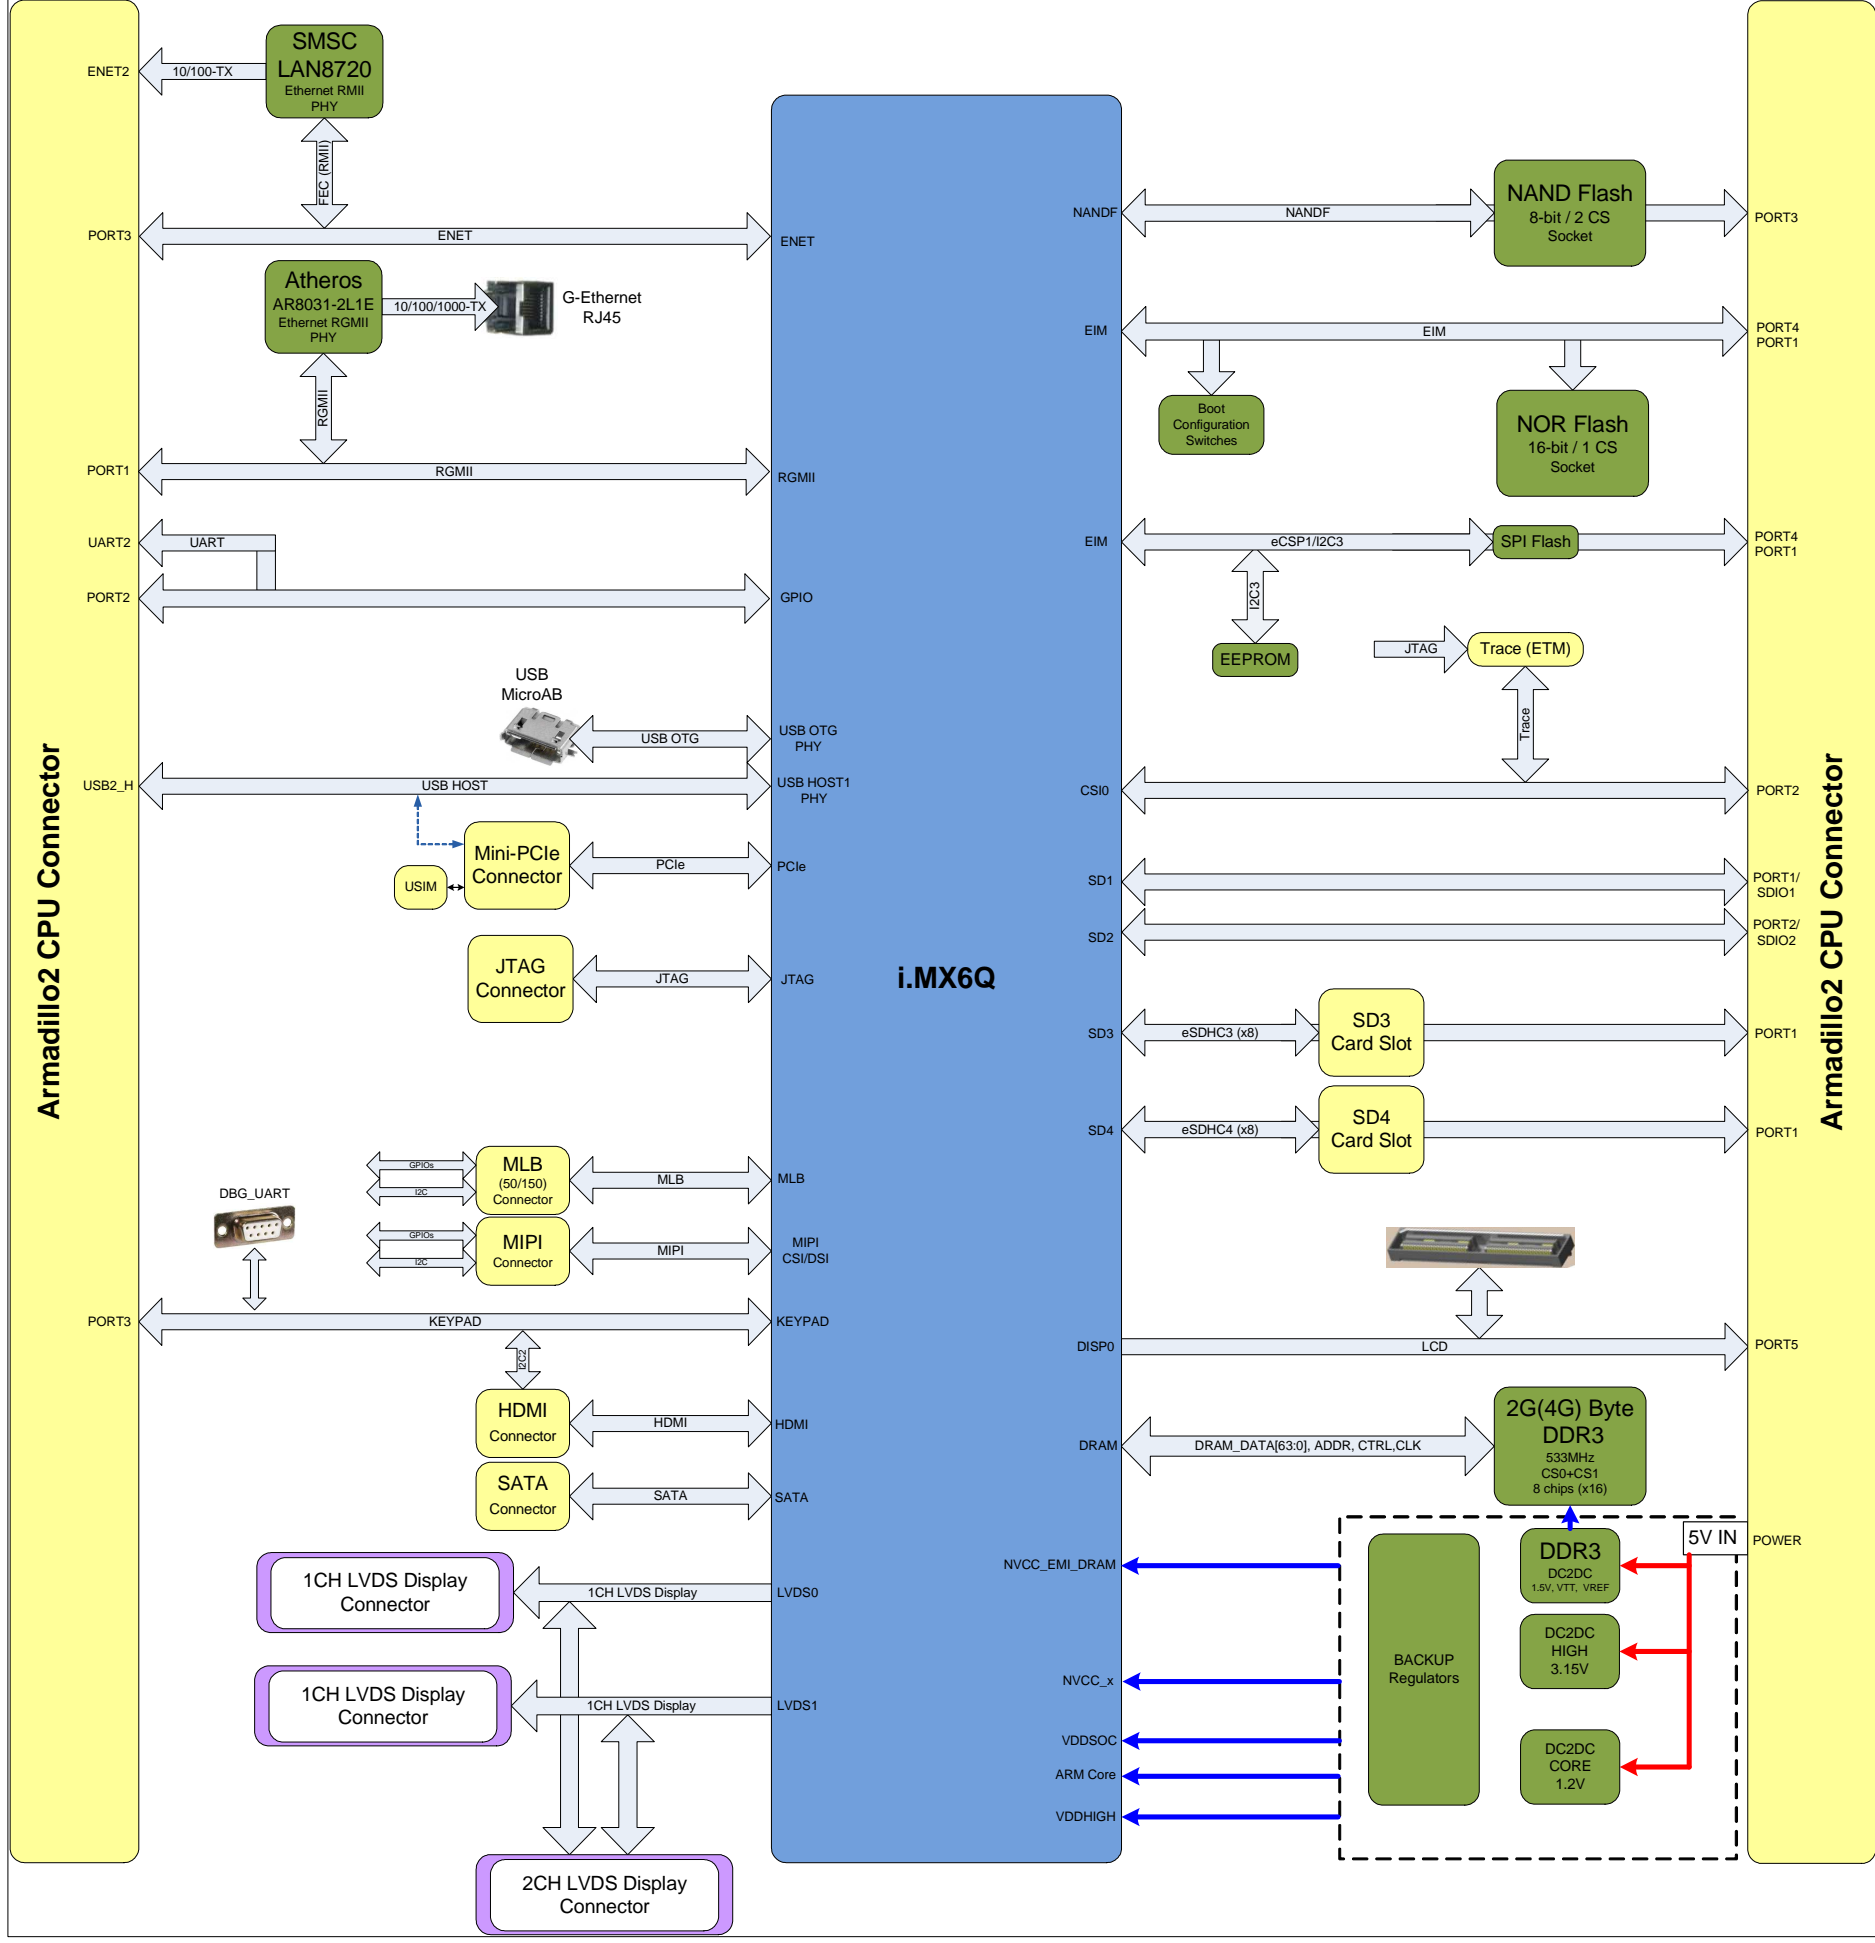 SMSC
LAN8720
Ethernet RMII
PHY
ENET2
10/100-TX
FEC (RMII)
PORT3
ENET
ENET
Atheros
AR8031-2L1E
Ethernet RGMII
PHY
10/100/1000-TX
G-Ethernet
RJ45
RGMII
PORT1
RGMII
RGMII
UART2
UART
PORT2
GPIO
USB
MicroAB
USB OTG
USB OTG
PHY
USB2_H
USB HOST
USB HOST1
PHY
Mini-PCIe
Connector
USIM
PCIe
PCIe
JTAG
Connector
JTAG
JTAG
Armadillo2 CPU Connector
i.MX6Q
GPIOs
I2C
MLB
(50/150)
Connector
MLB
MLB
DBG_UART
GPIOs
I2C
MIPI
Connector
MIPI
MIPI
CSI/DSI
PORT3
KEYPAD
KEYPAD
I2C2
HDMI
Connector
HDMI
HDMI
SATA
Connector
SATA
SATA
1CH LVDS Display
Connector
1CH LVDS Display
LVDS0
1CH LVDS Display
Connector
1CH LVDS Display
LVDS1
2CH LVDS Display
Connector
NANDF
NANDF
NAND Flash
8-bit / 2 CS
Socket
PORT3
EIM
EIM
PORT4
PORT1
Boot
Configuration
Switches
NOR Flash
16-bit / 1 CS
Socket
EIM
eCSP1/I2C3
SPI Flash
PORT4
PORT1
I2C3
EEPROM
JTAG
Trace (ETM)
Trace
CSI0
PORT2
SD1
PORT1/
SDIO1
SD2
PORT2/
SDIO2
SD3
eSDHC3 (x8)
SD3
Card Slot
PORT1
SD4
eSDHC4 (x8)
SD4
Card Slot
PORT1
Armadillo2 CPU Connector
DISP0
LCD
PORT5
DRAM
DRAM_DATA[63:0], ADDR, CTRL,CLK
2G(4G) Byte
DDR3
533MHz
CS0+CS1
8 chips (x16)
5V IN
POWER
NVCC_EMI_DRAM
DDR3
DC2DC
1.5V, VTT, VREF
DC2DC
HIGH
3.15V
BACKUP
Regulators
NVCC_x
VDDSOC
DC2DC
CORE
1.2V
ARM Core
VDDHIGH